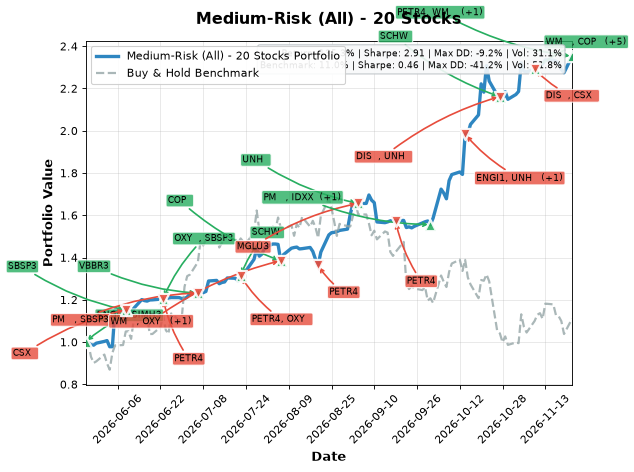 Medium-Risk (All) - 20 Stocks
PETR4, WM (+1)
SCHW
WM , COP (+5)
Medium-Risk (All) - 20 Stocks Portfolio
Buy & Hold Benchmark
% | Sharpe: 2.91 | Max DD: -9.2% | Vol: 31.1%
| Sharpe: 0.46 | Max DD: -41.2% | Vol:
DIS , CSX
DIS , UNH
UNH
ENGI1, UNH (+1)
PM , IDXX (+1)
COP
SCHW
OXY , SBSP3
MGLU3
SBSP3
VBBR3
PETR4
PETR4
PM , SBSP3
WM , OXY (+1)
PETR4, OXY
CSX
PETR4
Portfolio Value
2.4
2.2
2.0
1.8
1.6
1.4
1.2
1.0
0.8
2026-06-06
2026-06-22
2026-07-08
2026-07-24
2026-08-09
2026-08-25
2026-09-10
2026-09-26
2026-10-12
2026-10-28
2026-11-13
Date